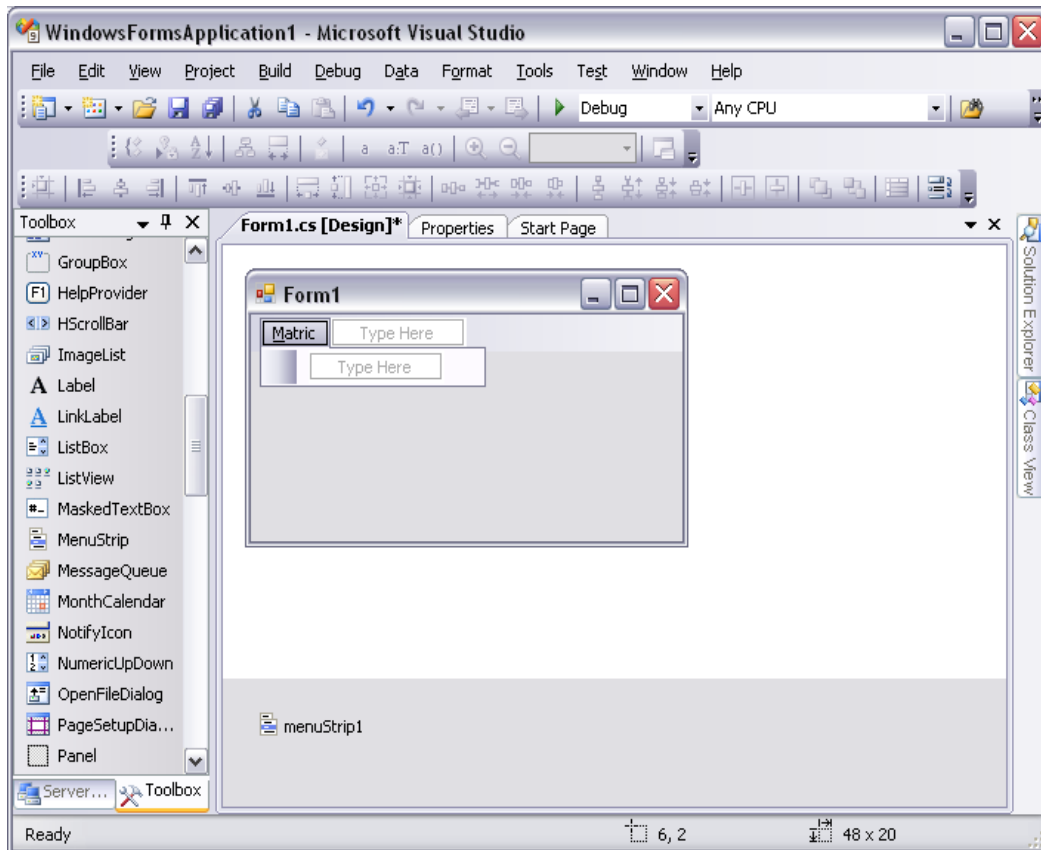 WindowsFormsApplication1 - Microsoft Visual Studio
File Edit View Project Build Debug Data Format Tools Test Window Help
Debug Any CPU
a a:T a()
Toolbox
Form1.cs [Design]* Properties Start Page
GroupBox
HelpProvider
HScrollBar
ImageList
Label
LinkLabel
ListBox
ListView
MaskedTextBox
MenuStrip
MessageQueue
MonthCalendar
NotifyIcon
NumericUpDown
OpenFileDialog
PageSetupDia...
Panel
Server... Toolbox
Form1
Matric Type Here
Type Here
menuStrip1
Solution Explorer
Class View
Ready 6, 2 48 x 20